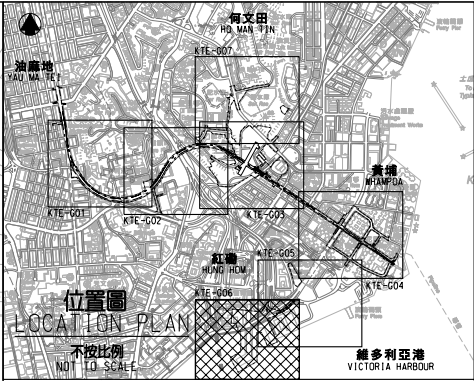 何文田
HO MAN TIN
油麻地
YAU MA TEI
KTE-G07
黃埔
WHAMPOA
KTE-G01
KTE-G02
KTE-G03
KTE-G04
紅磡
HUNG HOM
KTE-G05
KTE-G06
位置圖
LOCATION PLAN
不按比例
NOT TO SCALE
維多利亞港
VICTORIA HARBOUR